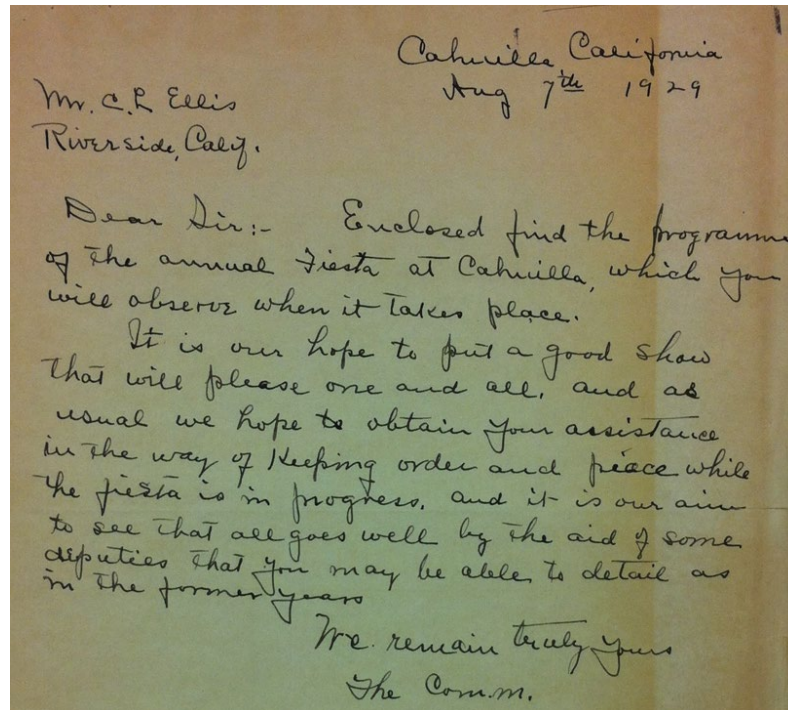 Cahuilla, California
Aug 7th 1929
Mr. C. L Ellis
Riverside, Calif.
Dear Sir:- Enclosed find the programme
of the annual Fiesta at Cahuilla, which you
will observe when it takes place.
It is our hope to put a good show
that will please one and all, and as
usual we hope to obtain your assistance
in the way of Keeping order and peace while
the fiesta is in progress, and it is our aim
to see that all goes well by the aid of some
deputies that you may be able to detail as
in the former years
We remain truly yours
The Comm.